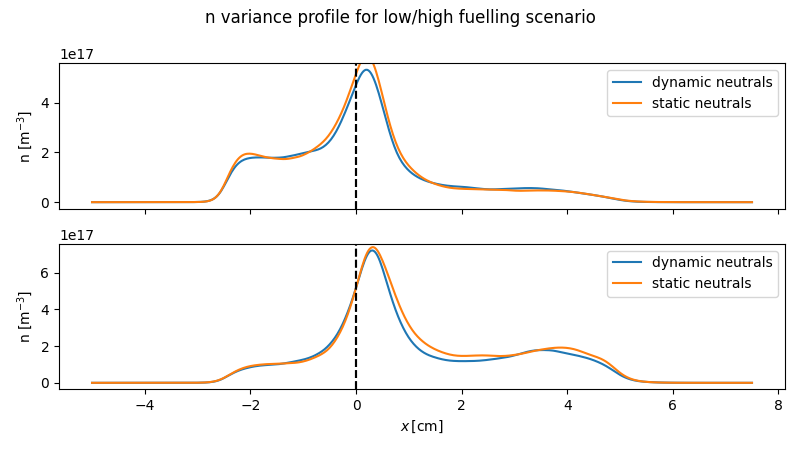 n variance profile for low/high fuelling scenario
1e17
n [m⁻³]
4
2
0
dynamic neutrals
static neutrals
1e17
n [m⁻³]
6
4
2
0
dynamic neutrals
static neutrals
−4 −2 0 2 4 6 8
x [cm]